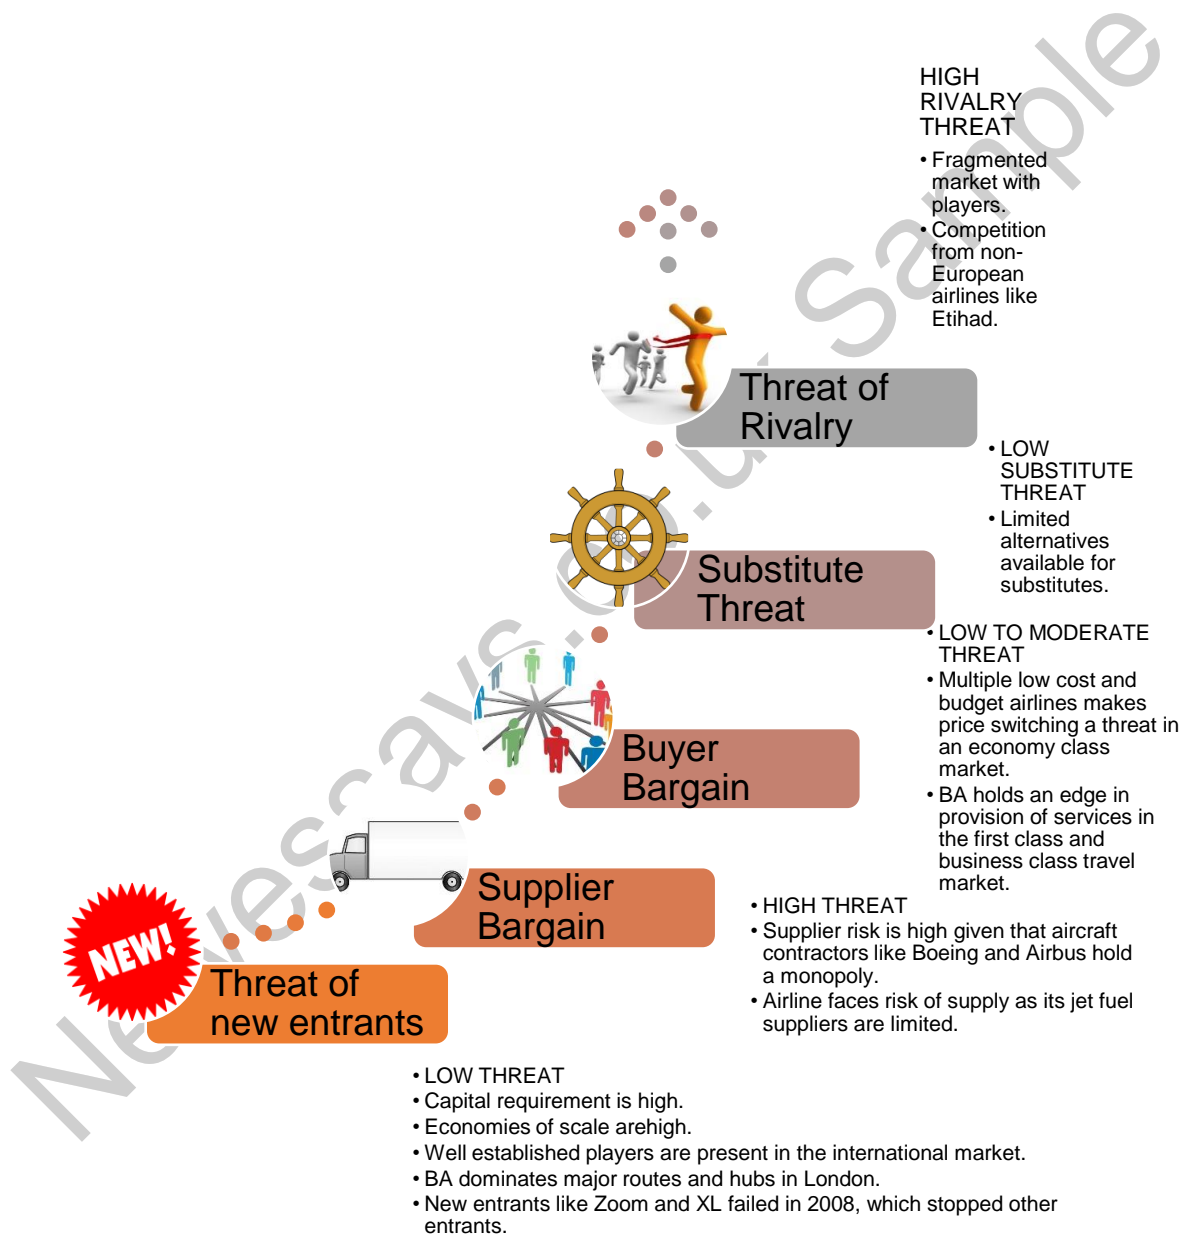 HIGH
RIVALRY
THREAT
• Fragmented
market with
players.
• Competition
from non-
European
airlines like
Etihad.
Threat of
Rivalry
• LOW
SUBSTITUTE
THREAT
• Limited
alternatives
available for
substitutes.
Substitute
Threat
• LOW TO MODERATE
THREAT
• Multiple low cost and
budget airlines makes
price switching a threat in
an economy class
market.
• BA holds an edge in
provision of services in
the first class and
business class travel
market.
Buyer
Bargain
Supplier
Bargain
• HIGH THREAT
• Supplier risk is high given that aircraft
contractors like Boeing and Airbus hold
a monopoly.
• Airline faces risk of supply as its jet fuel
suppliers are limited.
NEW!
Threat of
new entrants
• LOW THREAT
• Capital requirement is high.
• Economies of scale arehigh.
• Well established players are present in the international market.
• BA dominates major routes and hubs in London.
• New entrants like Zoom and XL failed in 2008, which stopped other
entrants.
Sample